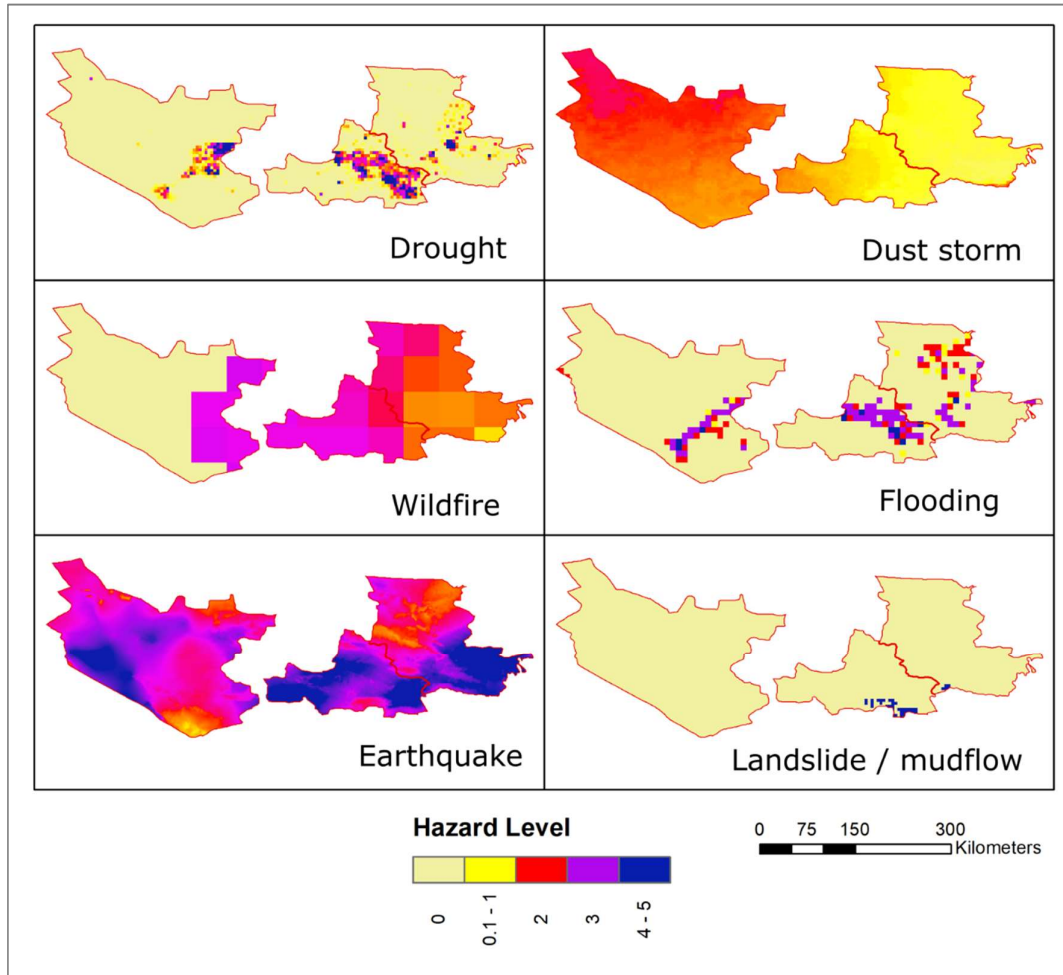 Drought
Dust storm
Wildfire
Flooding
Earthquake
Landslide / mudflow
Hazard Level
0
0.1 - 1
2
3
4 - 5
0 75 150 300
Kilometers